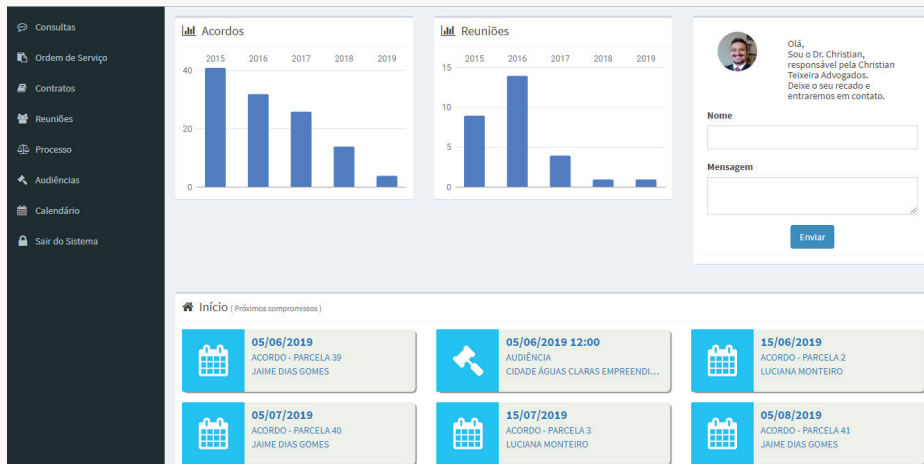 Consultas
Ordem de Serviço
Contratos
Reuniões
Processo
Audiências
Calendário
Sair do Sistema
Acordos
2015 2016 2017 2018 2019
40
20
0
Reuniões
2015 2016 2017 2018 2019
15
10
5
0
Olá,
Sou o Dr. Christian,
responsável pela Christian
Teixeira Advogados.
Deixe o seu recado e
entraremos em contato.
Nome
Mensagem
Enviar
Início ( Próximos compromissos )
05/06/2019
ACORDO - PARCELA 39
JAIME DIAS GOMES
05/06/2019 12:00
AUDIÊNCIA
CIDADE ÁGUAS CLARAS EMPREENDI...
15/06/2019
ACORDO - PARCELA 2
LUCIANA MONTEIRO
05/07/2019
ACORDO - PARCELA 40
JAIME DIAS GOMES
15/07/2019
ACORDO - PARCELA 3
LUCIANA MONTEIRO
05/08/2019
ACORDO - PARCELA 41
JAIME DIAS GOMES